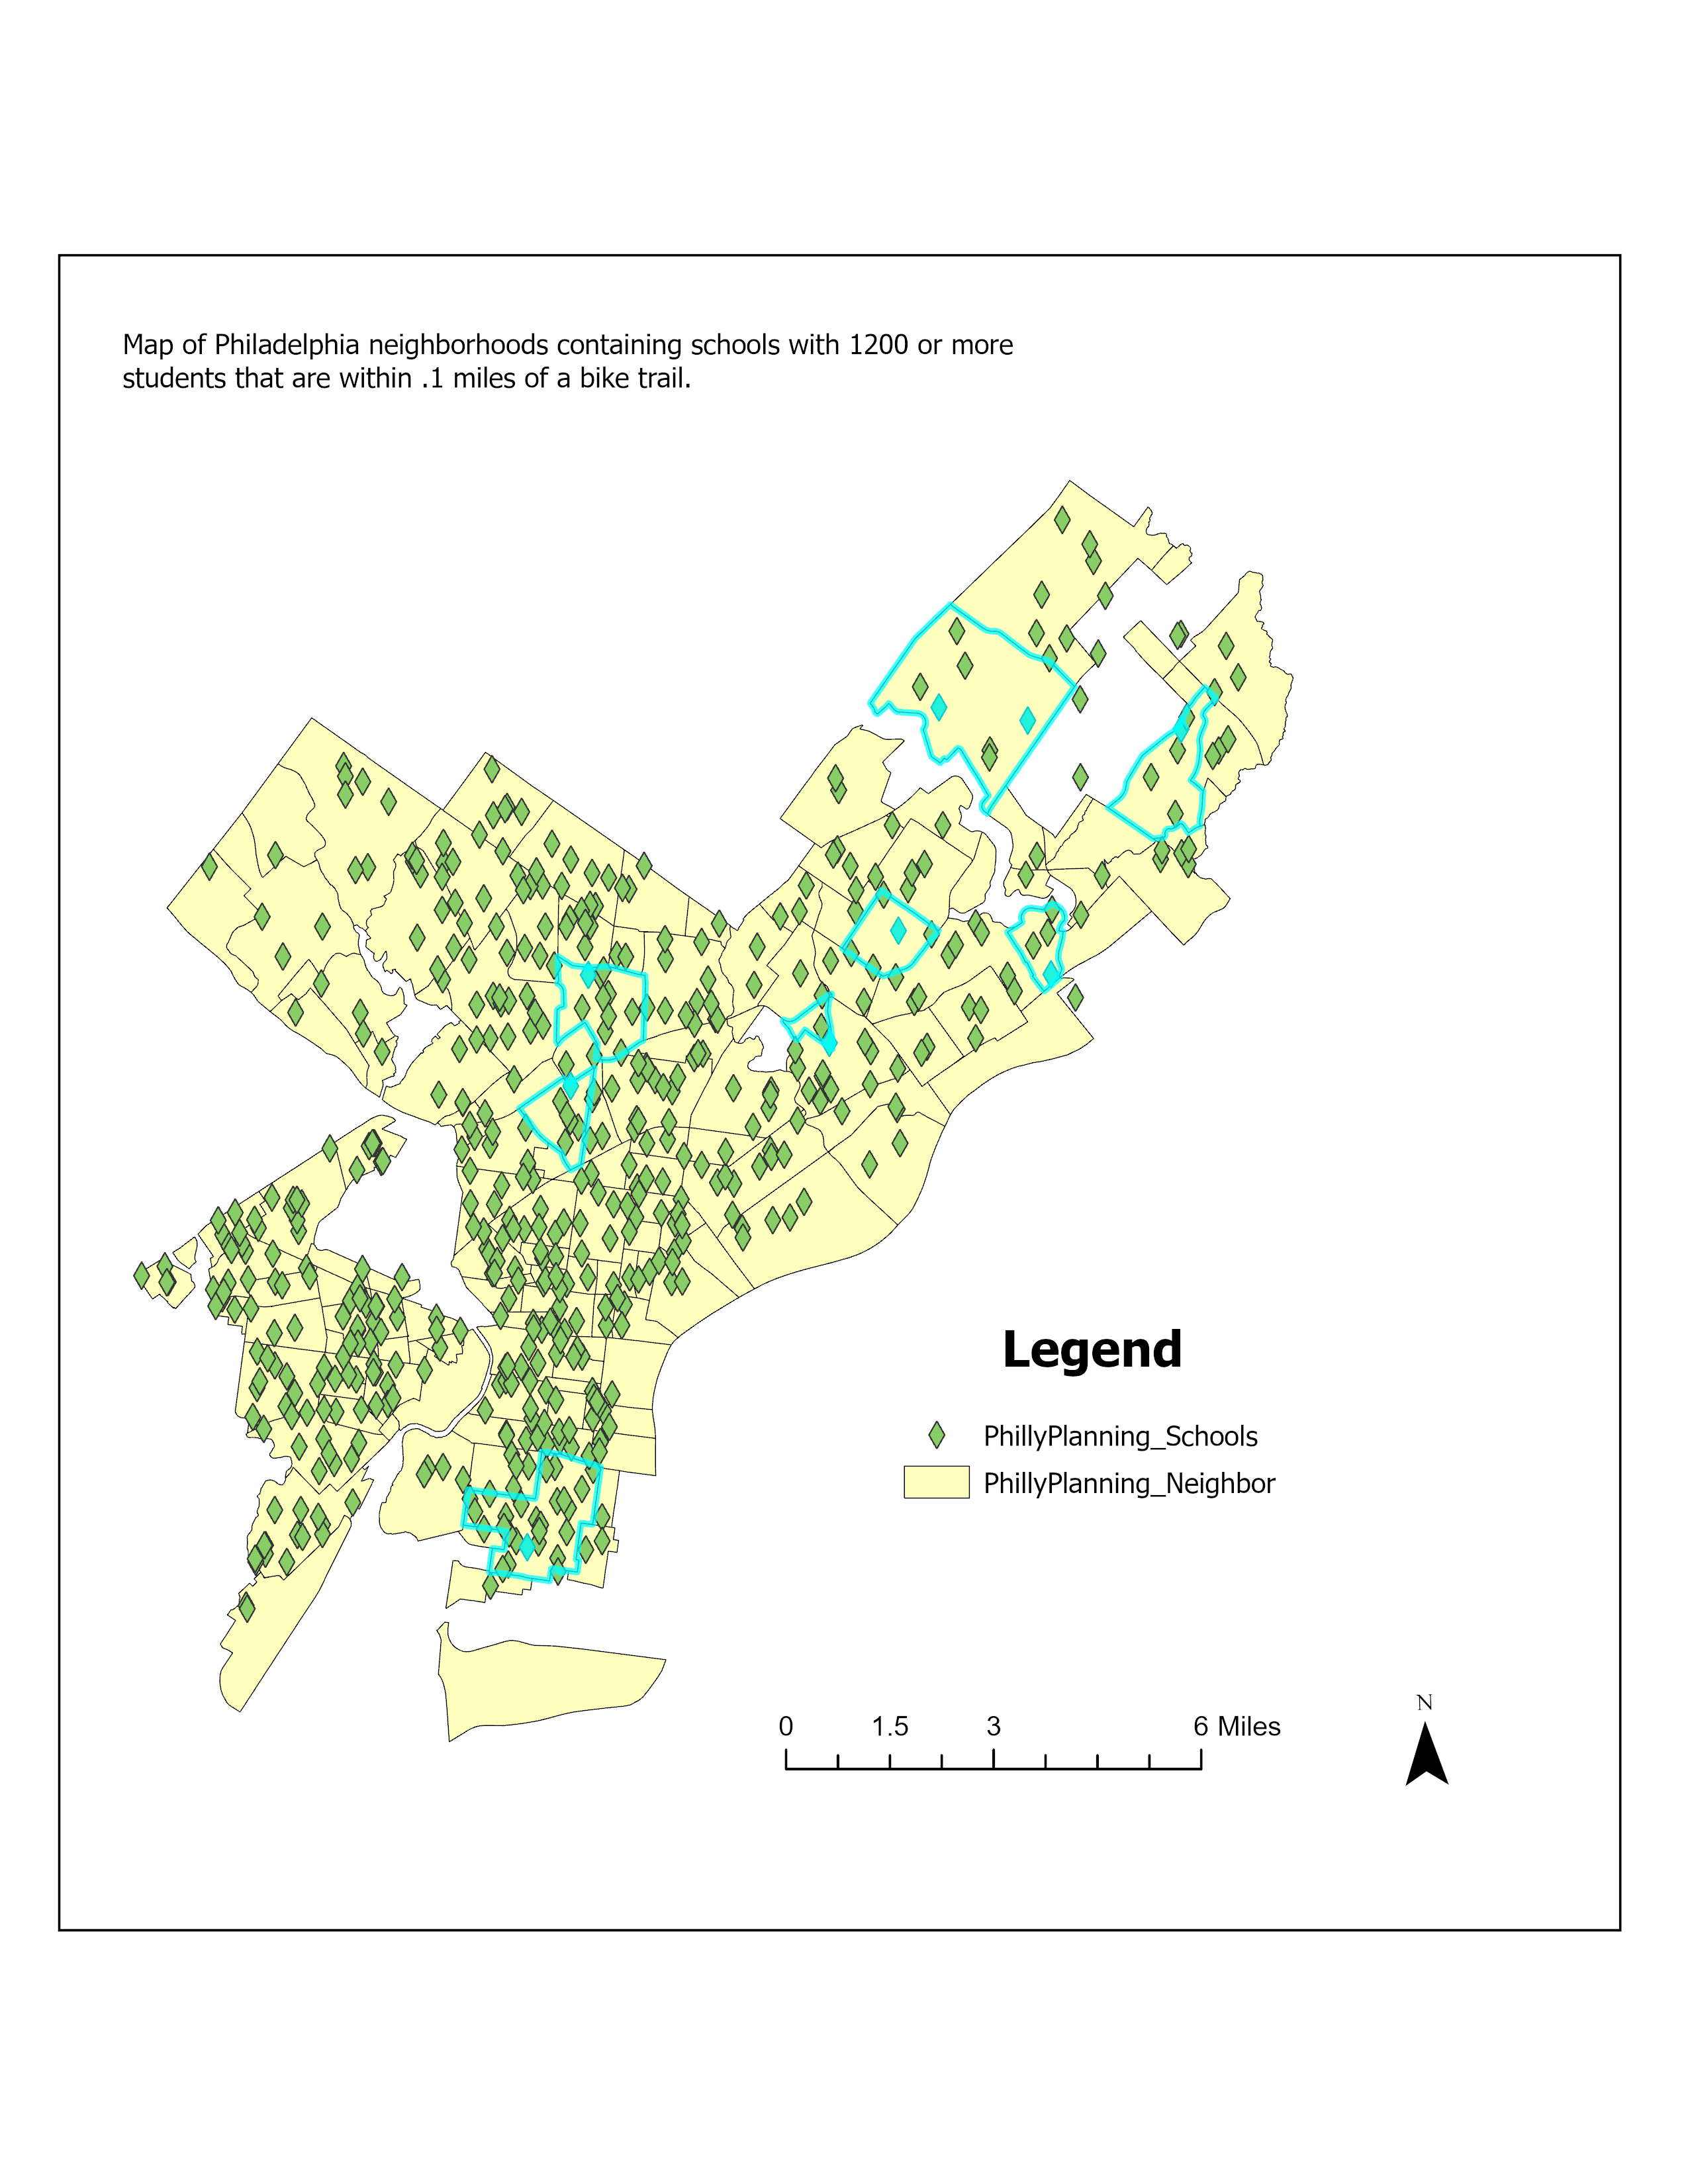 Map of Philadelphia neighborhoods containing schools with 1200 or more
students that are within .1 miles of a bike trail.
Legend
PhillyPlanning_Schools
PhillyPlanning_Neighbor
0 1.5 3 6 Miles
N